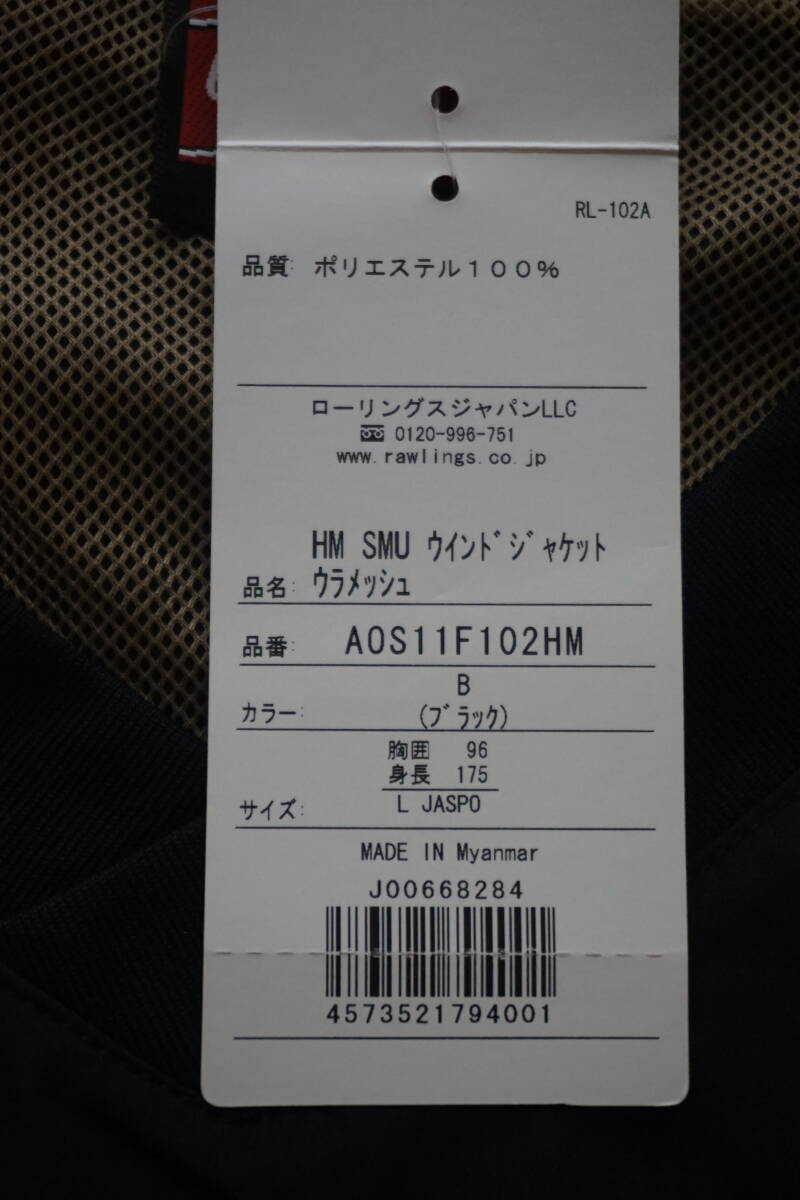 RL-102A
品質: ポリエステル１００％
ローリングスジャパンLLC
0120-996-751
www.rawlings.co.jp
HM SMU ｳｲﾝﾄﾞｼﾞｬｹｯﾄ
品名: ｳﾗﾒｯｼｭ
品番: AOS11F102HM
B
カラー: (ﾌﾞﾗｯｸ)
胸囲 96
身長 175
サイズ: L JASPO
MADE IN Myanmar
J00668284
4573521794001